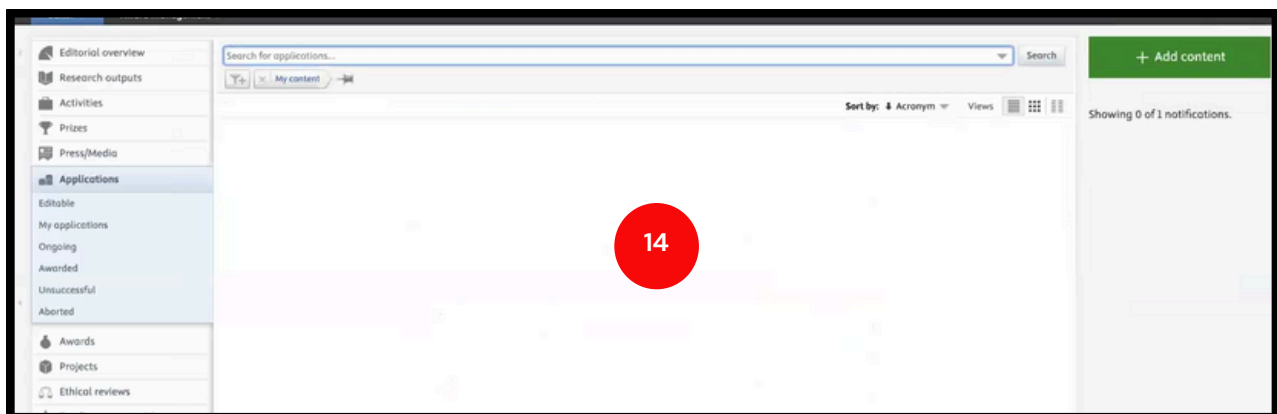 Editorial overview
Research outputs
Activities
Prizes
Press/Media
Applications
Editable
My applications
Ongoing
Awarded
Unsuccessful
Aborted
Awards
Projects
Ethical reviews
Search for applications...
Search
My content
Sort by: Acronym
Views
14
+ Add content
Showing 0 of 1 notifications.